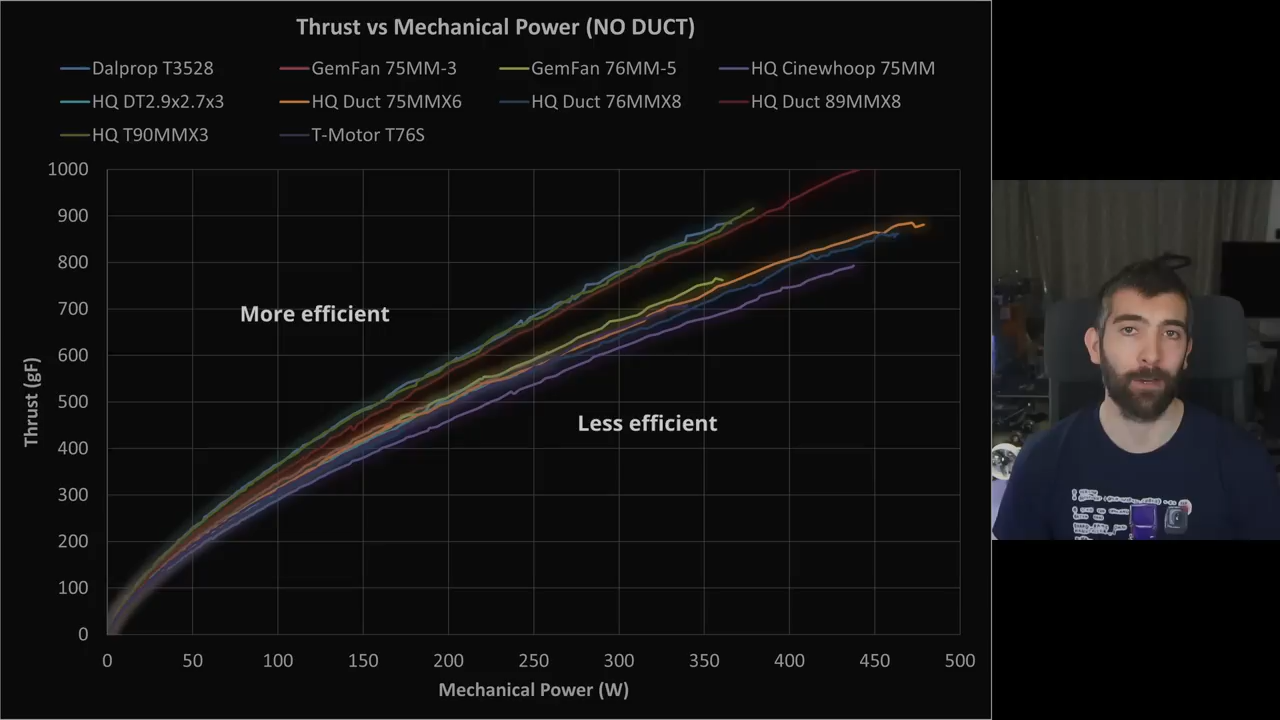 Thrust vs Mechanical Power (NO DUCT)
Dalprop T3528 GemFan 75MM-3 GemFan 76MM-5 HQ Cinewhoop 75MM
HQ DT2.9x2.7x3 HQ Duct 75MMX6 HQ Duct 76MMX8 HQ Duct 89MMX8
HQ T90MMX3 T-Motor T76S
1000
900
800
700
600
500
400
300
200
100
0
Thrust (gF)
More efficient
Less efficient
0 50 100 150 200 250 300 350 400 450 500
Mechanical Power (W)